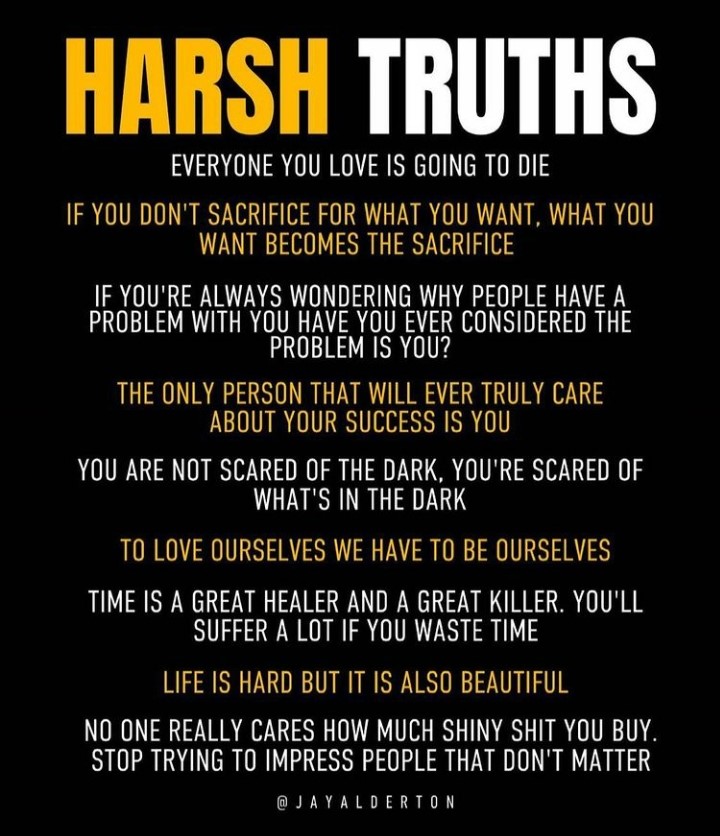 HARSH TRUTHS
EVERYONE YOU LOVE IS GOING TO DIE
IF YOU DON'T SACRIFICE FOR WHAT YOU WANT, WHAT YOU
WANT BECOMES THE SACRIFICE
IF YOU'RE ALWAYS WONDERING WHY PEOPLE HAVE A
PROBLEM WITH YOU HAVE YOU EVER CONSIDERED THE
PROBLEM IS YOU?
THE ONLY PERSON THAT WILL EVER TRULY CARE
ABOUT YOUR SUCCESS IS YOU
YOU ARE NOT SCARED OF THE DARK, YOU'RE SCARED OF
WHAT'S IN THE DARK
TO LOVE OURSELVES WE HAVE TO BE OURSELVES
TIME IS A GREAT HEALER AND A GREAT KILLER. YOU'LL
SUFFER A LOT IF YOU WASTE TIME
LIFE IS HARD BUT IT IS ALSO BEAUTIFUL
NO ONE REALLY CARES HOW MUCH SHINY SHIT YOU BUY.
STOP TRYING TO IMPRESS PEOPLE THAT DON'T MATTER
@JAYALDERTON